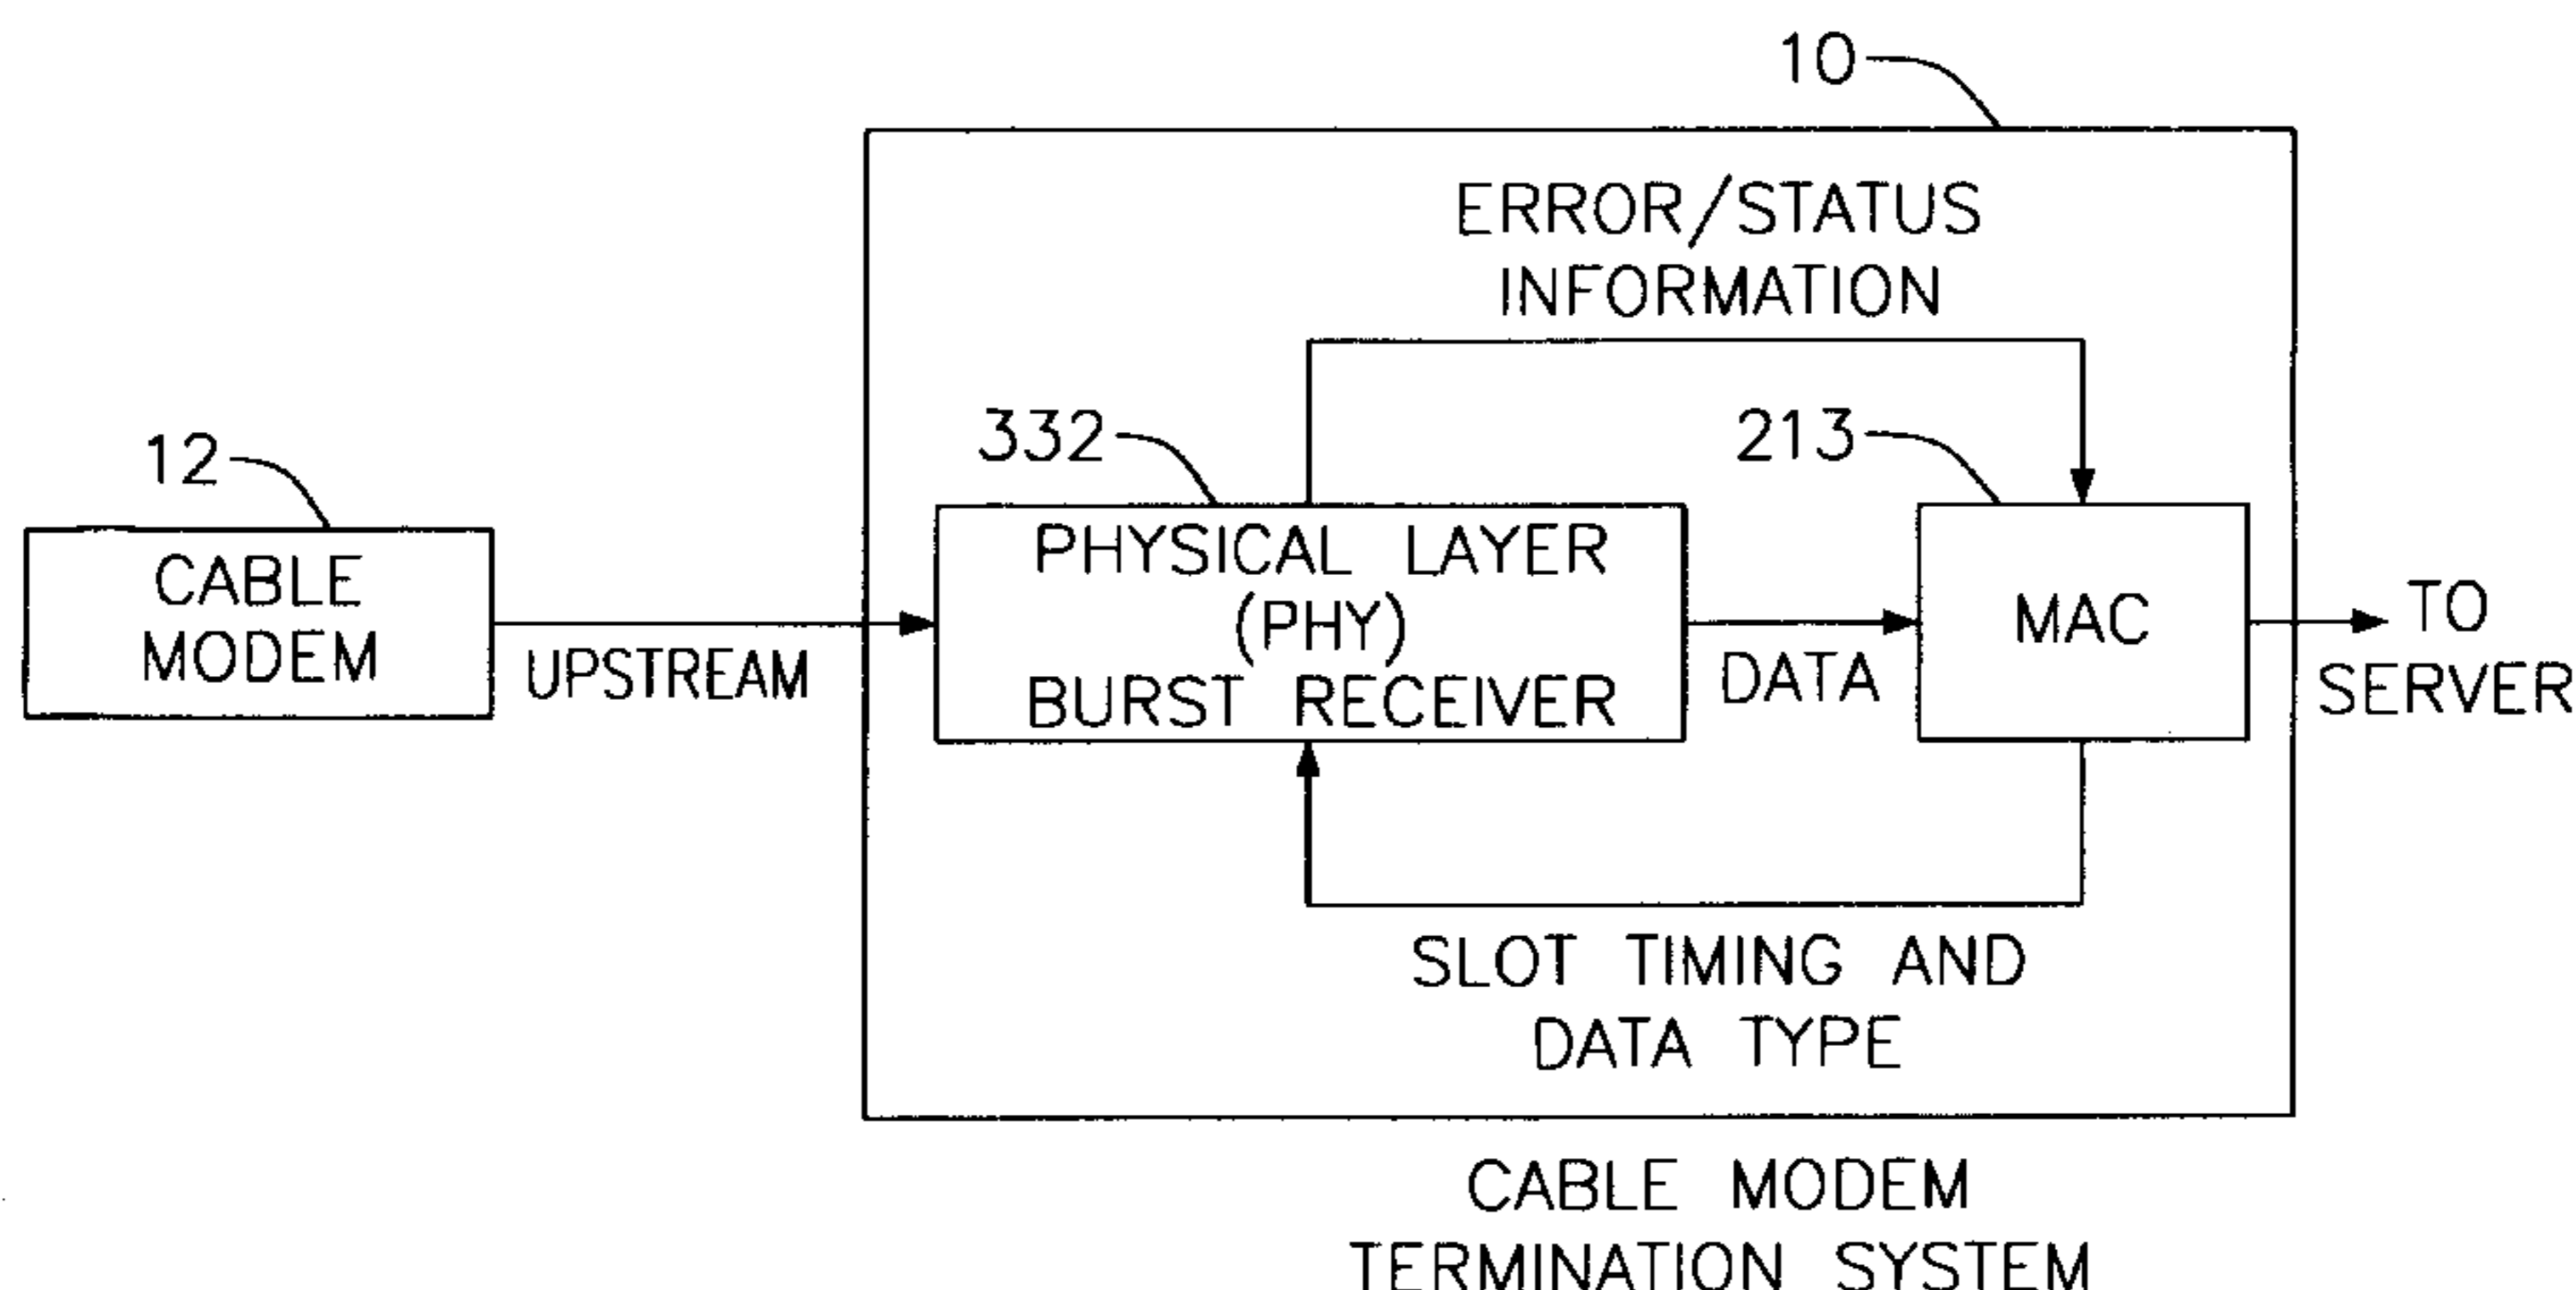 10
ERROR/STATUS
INFORMATION
332
213
12
CABLE
MODEM
UPSTREAM
PHYSICAL LAYER
(PHY)
BURST RECEIVER
DATA
MAC
TO
SERVER
SLOT TIMING AND
DATA TYPE
CABLE MODEM
TERMINATION SYSTEM